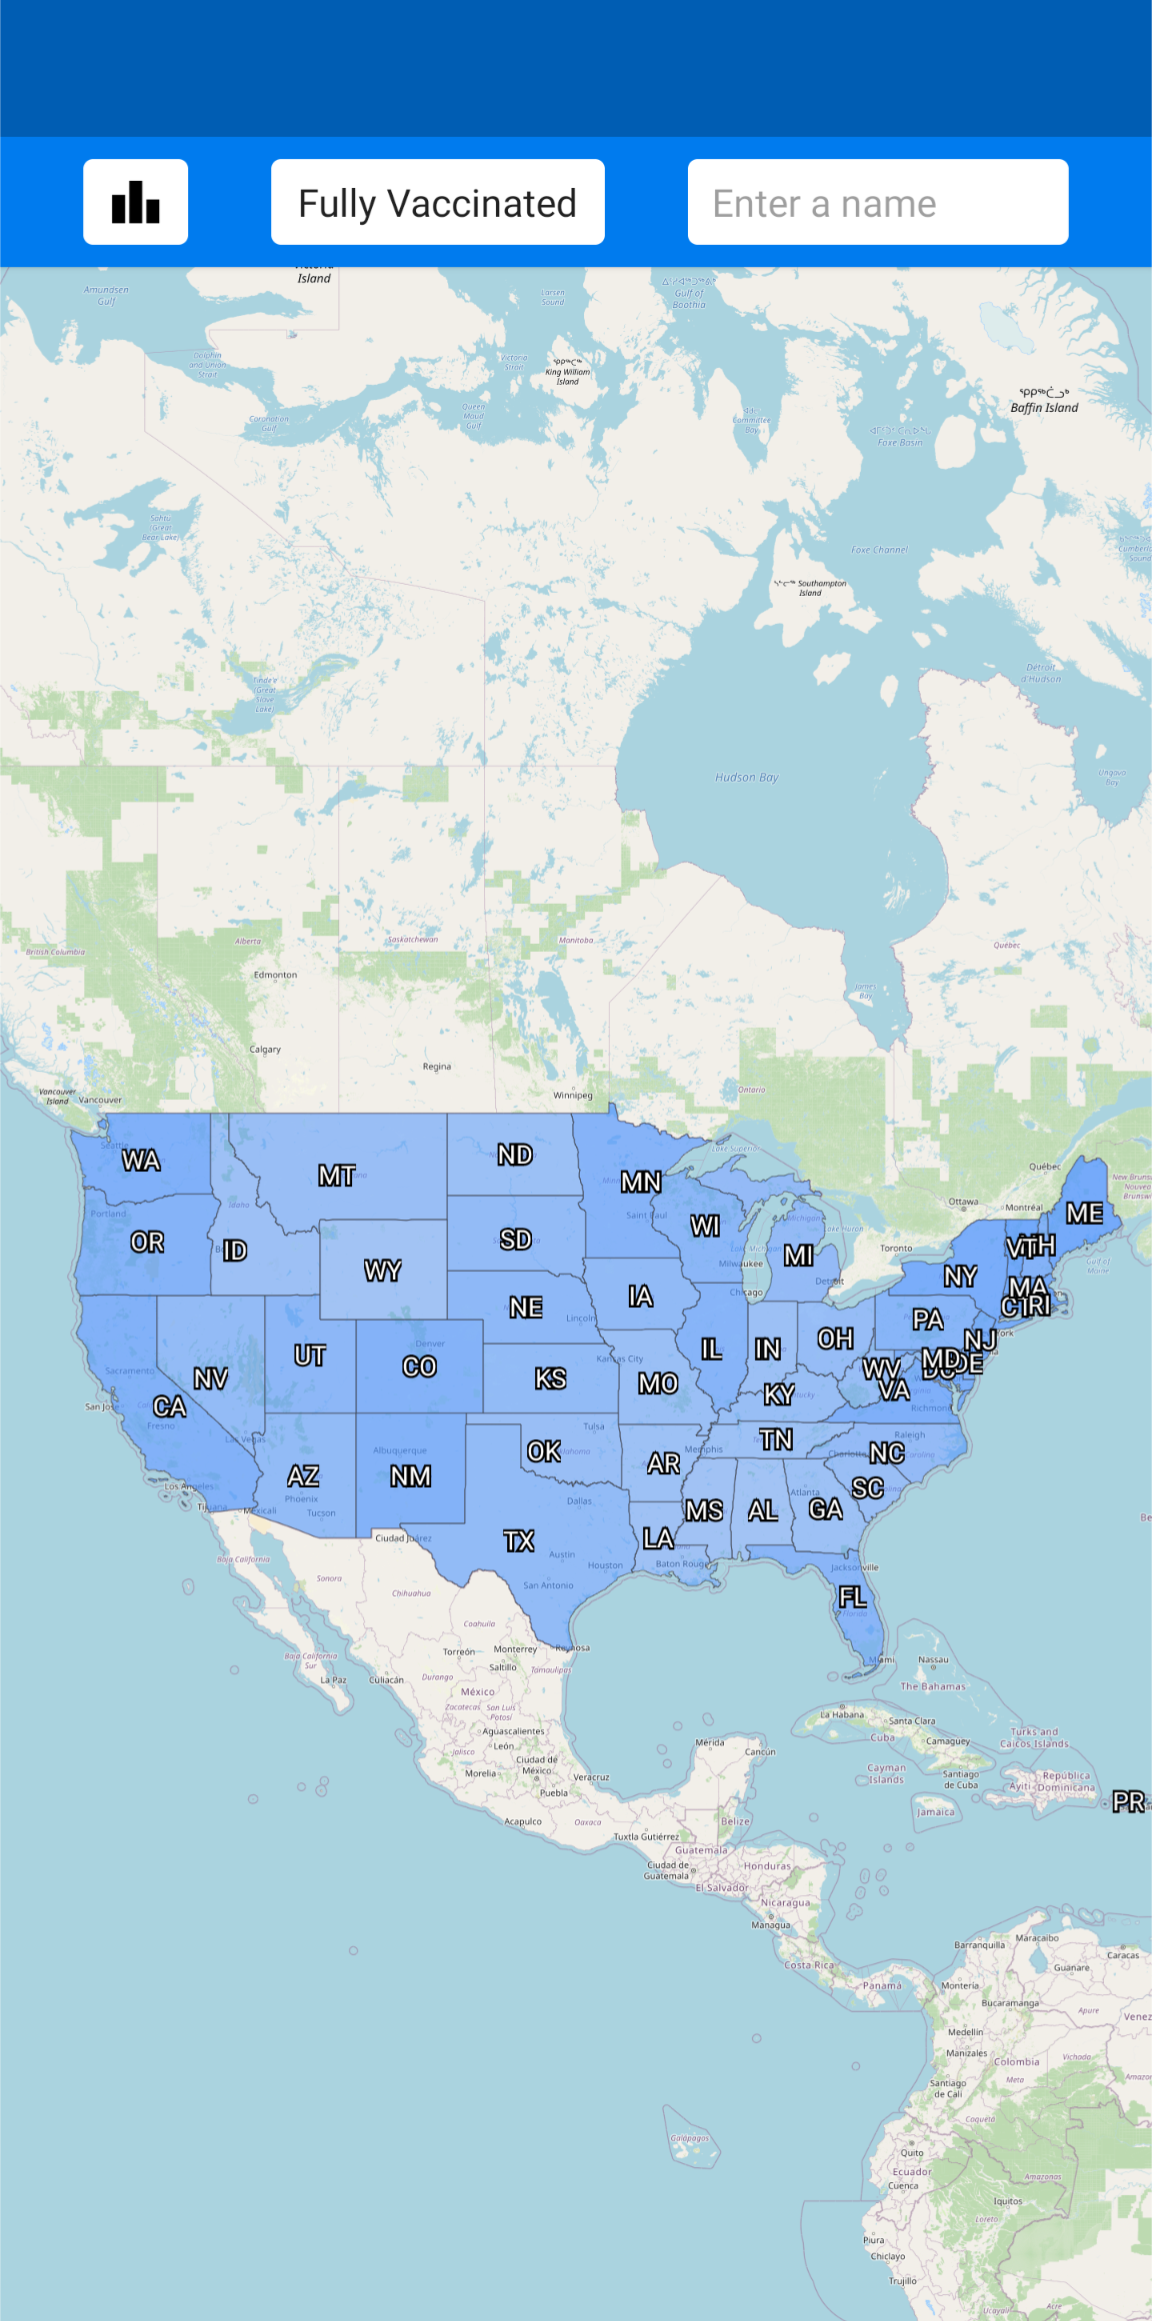 Fully Vaccinated
Enter a name
Island
Amundsen
Gulf
Larsen
Sound
Gulf of
Boothia
Dolphin
and Union
Strait
Victoria
Strait
King William
Island
Coronation
Gulf
Queen
Maud
Gulf
Committee
Bay
Baffin Island
Foxe Basin
Sahtú
(Great
Bear Lake)
Foxe Channel
Southampton
Island
Détroit
d'Hudson
Tinde'e
(Great
Slave
Lake)
Hudson Bay
Ungava
Bay
British Columbia
Alberta
Saskatchewan
Manitoba
Québec
Edmonton
James
Bay
Calgary
Regina
Ontario
Winnipeg
Vancouver
Island
Vancouver
Seattle
WA
MT
ND
MN
Lake Superior
Québec
Ottawa
Montréal
ME
Portland
OR
Idaho
ID
SD
Saint Paul
WI
Michigan
Lake Huron
MI
Toronto
NY
Gulf of
Maine
WY
Milwaukee
Detroit
Chicago
MA
CT
RI
NE
Lincoln
IA
PA
NJ
Denver
UT
CO
KS
Kansas City
MO
IL
IN
OH
WV
MD
DC
DE
VA
Richmond
Sacramento
NV
CA
San José
Fresno
KY
Las Vegas
Albuquerque
Tulsa
OK
TN
Memphis
Raleigh
NC
Charlotte
AZ
NM
AR
Atlanta
SC
Los Angeles
Phoenix
Tucson
Tijuana
Mexicali
Dallas
MS
AL
GA
Ciudad Juárez
TX
LA
Austin
Houston
Baton Rouge
Jacksonville
San Antonio
FL
Florida
Baja California
Sonora
Chihuahua
Coahuila
Reynosa
Miami
Nassau
The Bahamas
Baja California
Sur
La Paz
Culiacán
Torreón
Monterrey
Saltillo
Durango
Tamaulipas
México
Zacatecas
San Luis
Potosí
Aguascalientes
León
Jalisco
Ciudad de
México
Morelia
Veracruz
Puebla
Acapulco
Oaxaca
Tuxtla Gutiérrez
Mérida
Cancún
La Habana
Santa Clara
Cuba
Camaguey
Turks and
Caicos Islands
Cayman
Islands
Santiago
de Cuba
Ayiti
República
Dominicana
PR
Jamaica
Belize
Guatemala
Ciudad de
Guatemala
Honduras
El Salvador
Nicaragua
Managua
Costa Rica
Panamá
Barranquilla
Maracaibo
Caracas
Guanare
Montería
Bucaramanga
Apure
Venez
Medellín
Manizales
Colombia
Vichada
Meta
Santiago
de Cali
Caquetá
Galápagos
Quito
Ecuador
Cuenca
Amazonas
Iquitos
Loreto
Piura
Chiclayo
Trujillo
Ucayali
Acre